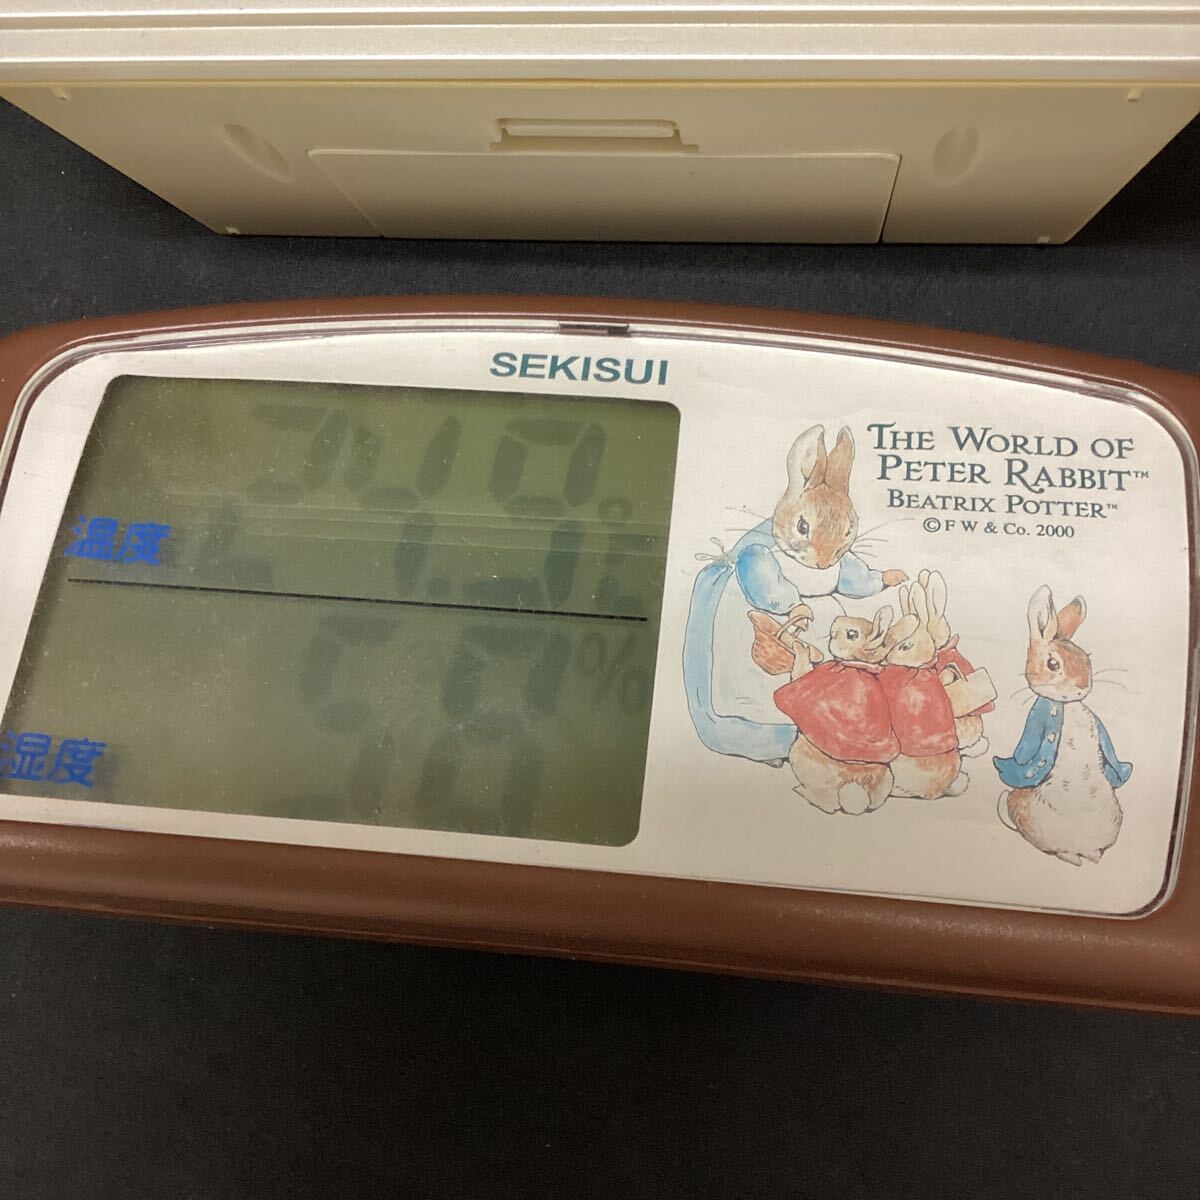 SEKISUI
THE WORLD OF
PETER RABBIT™
BEATRIX POTTER™
© F W & Co. 2000
温度
%
湿度